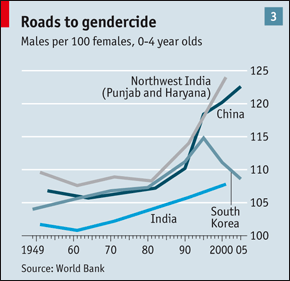 Roads to gendercide
3
Males per 100 females, 0-4 year olds
Northwest India
(Punjab and Haryana)
China
India
South
Korea
125
120
115
110
105
100
1949 60 70 80 90 2000 05
Source: World Bank